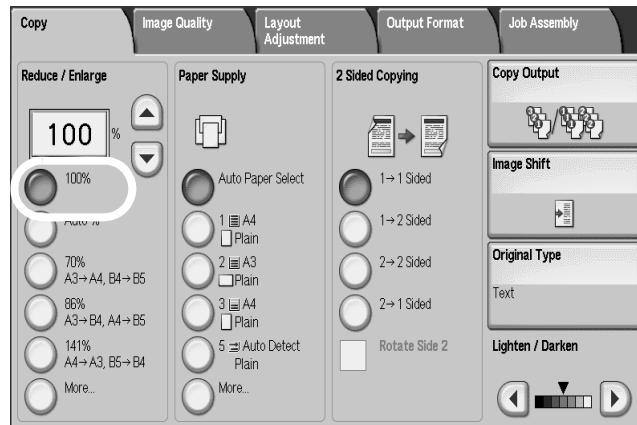 Copy
Image Quality
Layout
Adjustment
Output Format
Job Assembly
Reduce / Enlarge
100 %
100%
Auto %
70%
A3→A4, B4→B5
86%
A3→B4, A4→B5
141%
A4→A3, B5→B4
More...
Paper Supply
Auto Paper Select
1 A4
Plain
2 A3
Plain
3 A4
Plain
5 Auto Detect
Plain
More...
2 Sided Copying
1→1 Sided
1→2 Sided
2→2 Sided
2→1 Sided
Rotate Side 2
Copy Output
Image Shift
Original Type
Text
Lighten / Darken